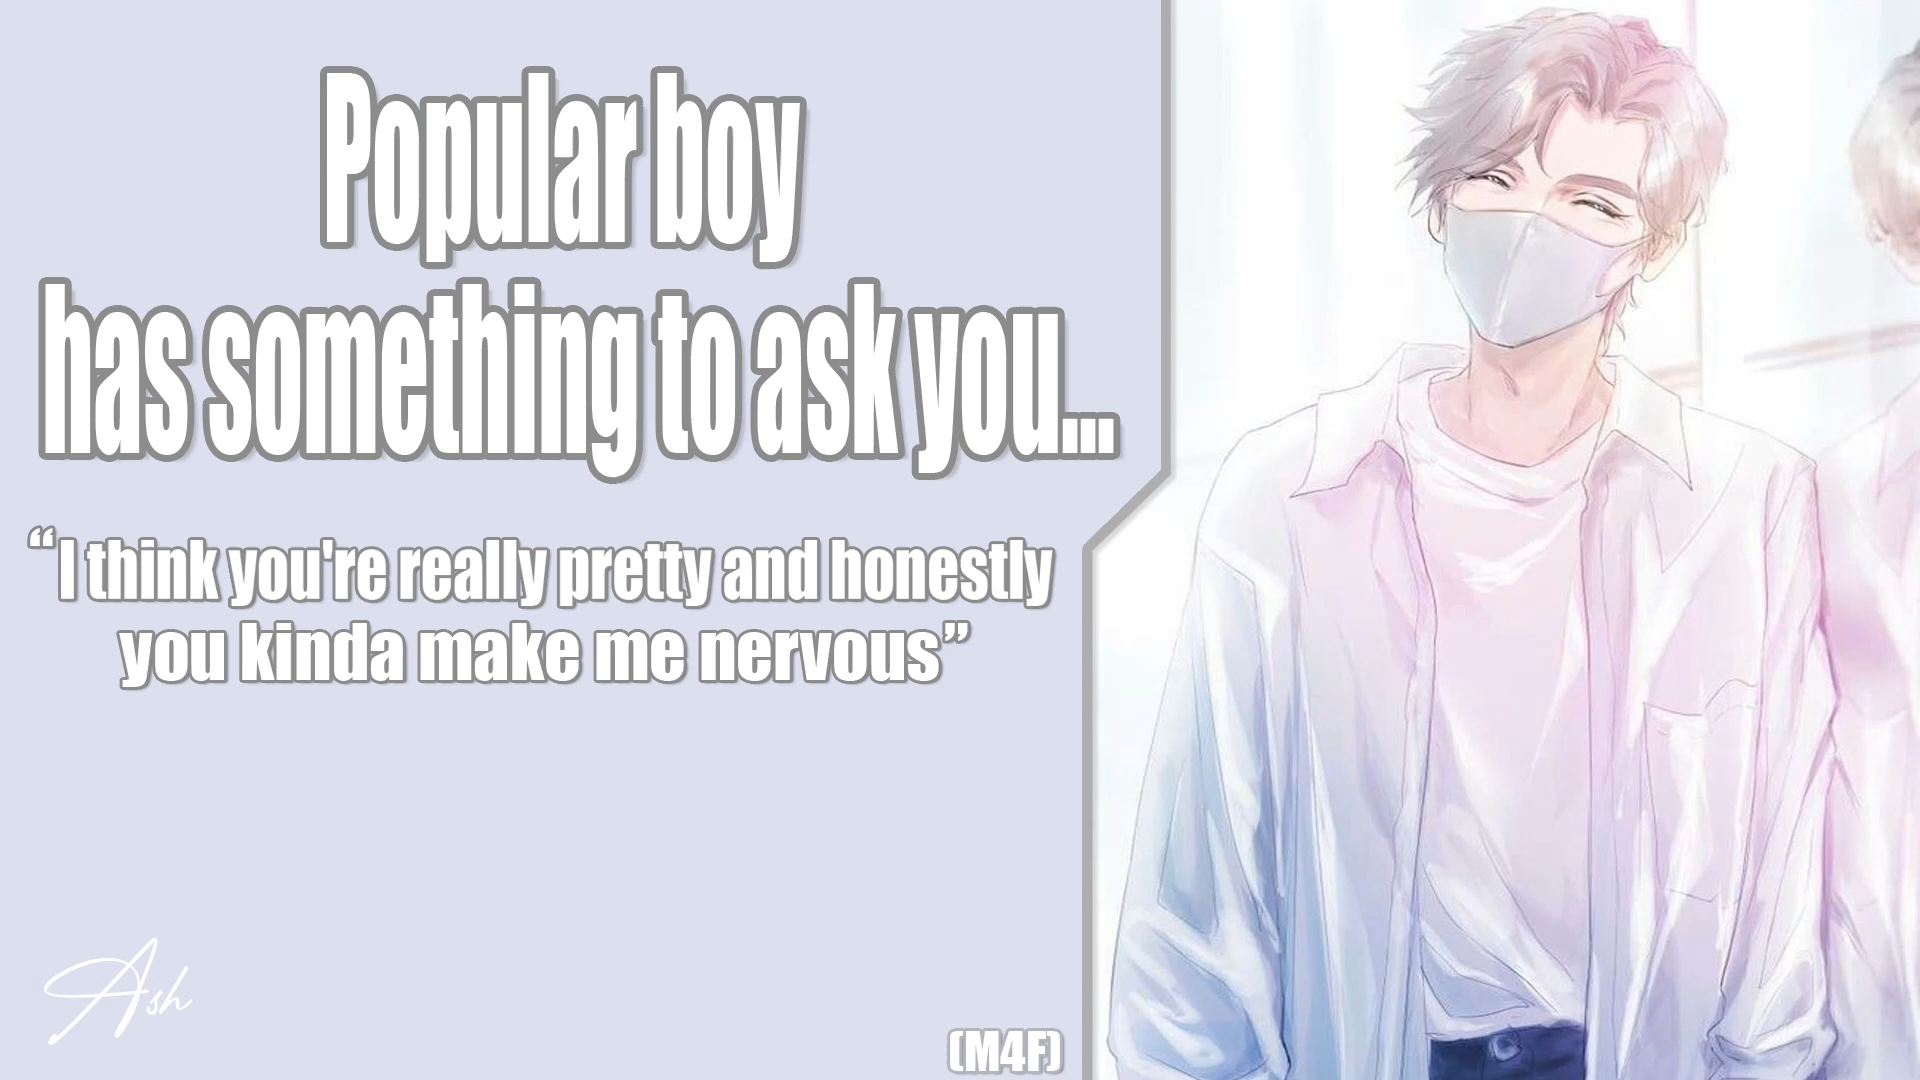 Popular boy
has something to ask you...
“I think you're really pretty and honestly
you kinda make me nervous”
Ash
(M4F)